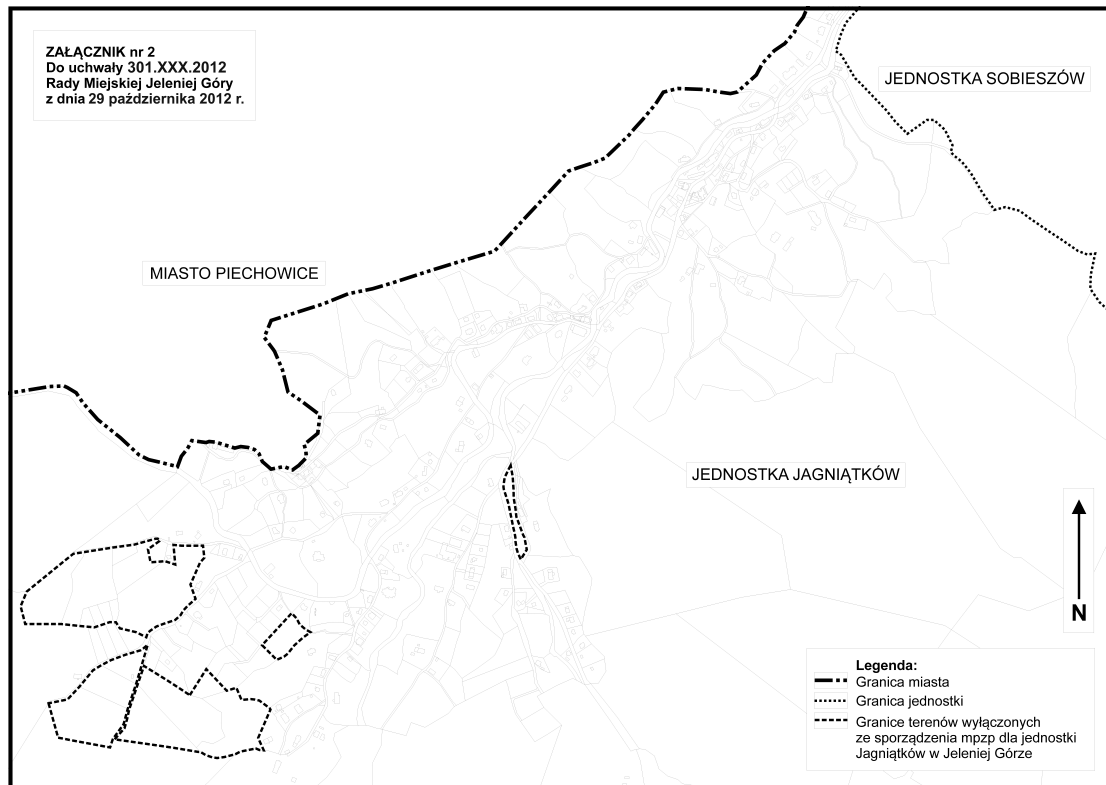 ZAŁĄCZNIK nr 2
Do uchwały 301.XXX.2012
Rady Miejskiej Jeleniej Góry
z dnia 29 października 2012 r.
JEDNOSTKA SOBIESZÓW
MIASTO PIECHOWICE
JEDNOSTKA JAGNIĄTKÓW
N
Legenda:
Granica miasta
Granica jednostki
Granice terenów wyłączonych
ze sporządzenia mpzp dla jednostki
Jagniątków w Jeleniej Górze